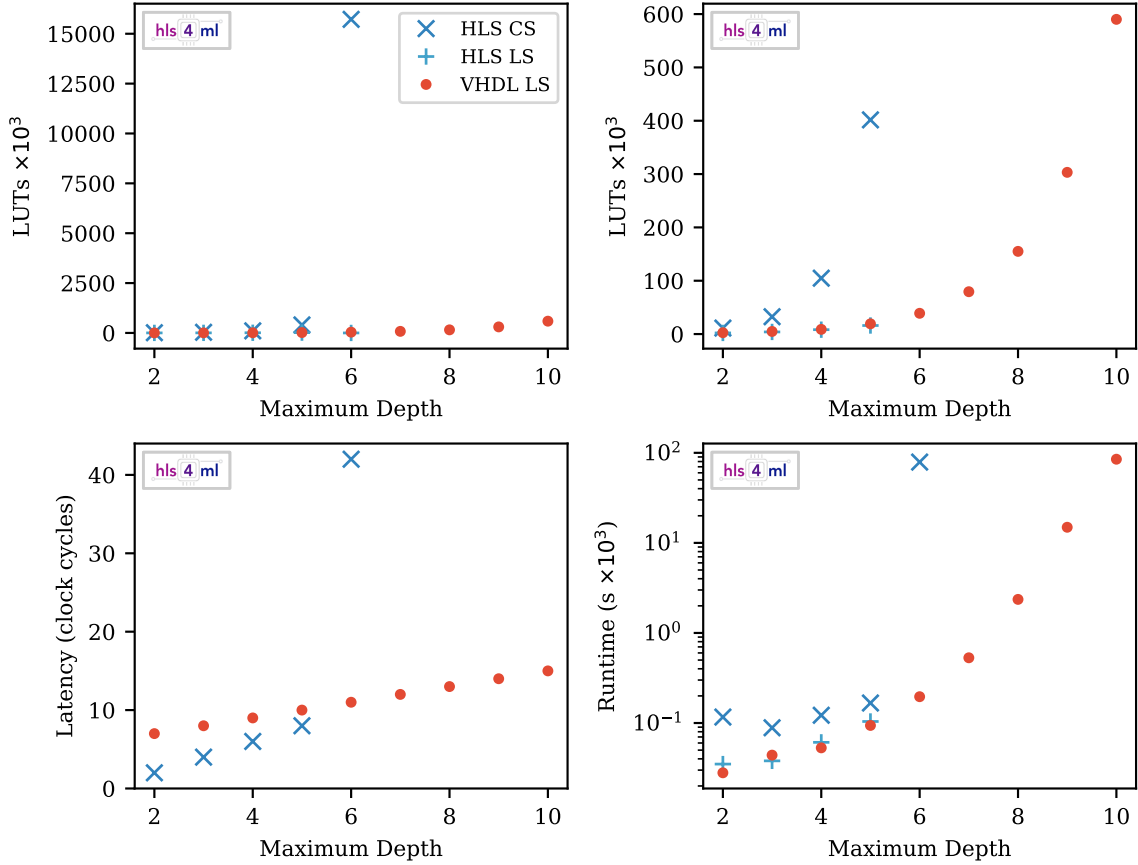 hls 4 ml
HLS CS
HLS LS
VHDL LS
15000
12500
10000
7500
5000
2500
0
LUTs ×10³
2 4 6 8 10
Maximum Depth
hls 4 ml
600
500
400
300
200
100
0
LUTs ×10³
2 4 6 8 10
Maximum Depth
hls 4 ml
40
30
20
10
0
Latency (clock cycles)
2 4 6 8 10
Maximum Depth
hls 4 ml
10²
10¹
10⁰
10⁻¹
Runtime (s ×10³)
2 4 6 8 10
Maximum Depth